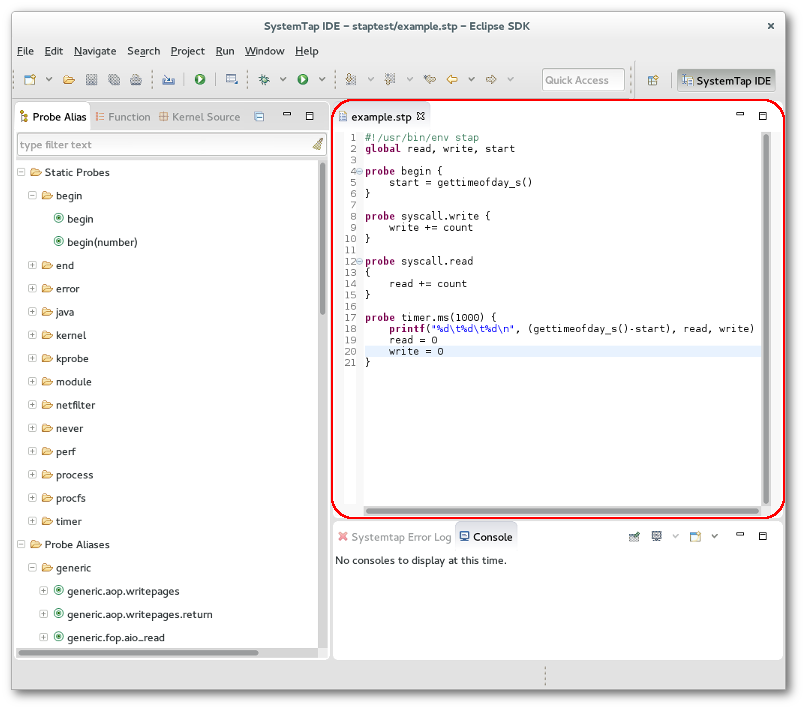 SystemTap IDE – staptest/example.stp – Eclipse SDK
File Edit Navigate Search Project Run Window Help
Quick Access
SystemTap IDE
Probe Alias
Function
Kernel Source
type filter text
Static Probes
begin
begin
begin(number)
end
error
java
kernel
kprobe
module
netfilter
never
perf
process
procfs
timer
Probe Aliases
generic
generic.aop.writepages
generic.aop.writepages.return
generic.fop.aio_read
example.stp
1 #!/usr/bin/env stap
2 global read, write, start
3
4 probe begin {
5 start = gettimeofday_s()
6 }
7
8 probe syscall.write {
9 write += count
10 }
11
12 probe syscall.read
13 {
14 read += count
15 }
16
17 probe timer.ms(1000) {
18 printf("%d\t%d\t%d\n", (gettimeofday_s()-start), read, write)
19 read = 0
20 write = 0
21 }
Systemtap Error Log
Console
No consoles to display at this time.